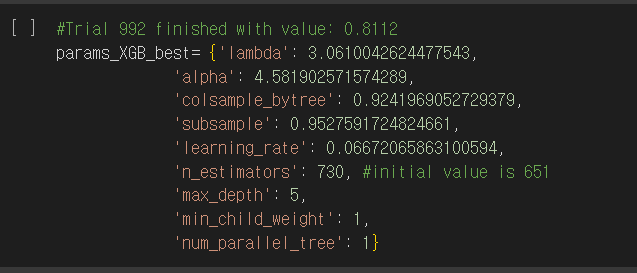 [ ] #Trial 992 finished with value: 0.8112
params_XGB_best= {'lambda': 3.0610042624477543,
'alpha': 4.581902571574289,
'colsample_bytree': 0.9241969052729379,
'subsample': 0.9527591724824661,
'learning_rate': 0.06672065863100594,
'n_estimators': 730, #initial value is 651
'max_depth': 5,
'min_child_weight': 1,
'num_parallel_tree': 1}